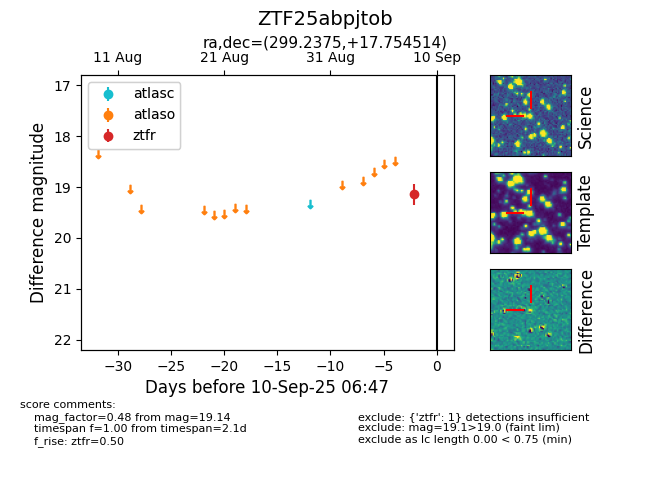 ZTF25abpjtob
ra,dec=(299.2375,+17.754514)
11 Aug 21 Aug 31 Aug 10 Sep
atlasc
atlaso
ztfr
17
18
19
20
21
22
Difference magnitude
−30 −25 −20 −15 −10 −5 0
Days before 10-Sep-25 06:47
Science
Template
Difference
score comments:
mag_factor=0.48 from mag=19.14
timespan f=1.00 from timespan=2.1d
f_rise: ztfr=0.50
exclude: {'ztfr': 1} detections insufficient
exclude: mag=19.1>19.0 (faint lim)
exclude as lc length 0.00 < 0.75 (min)